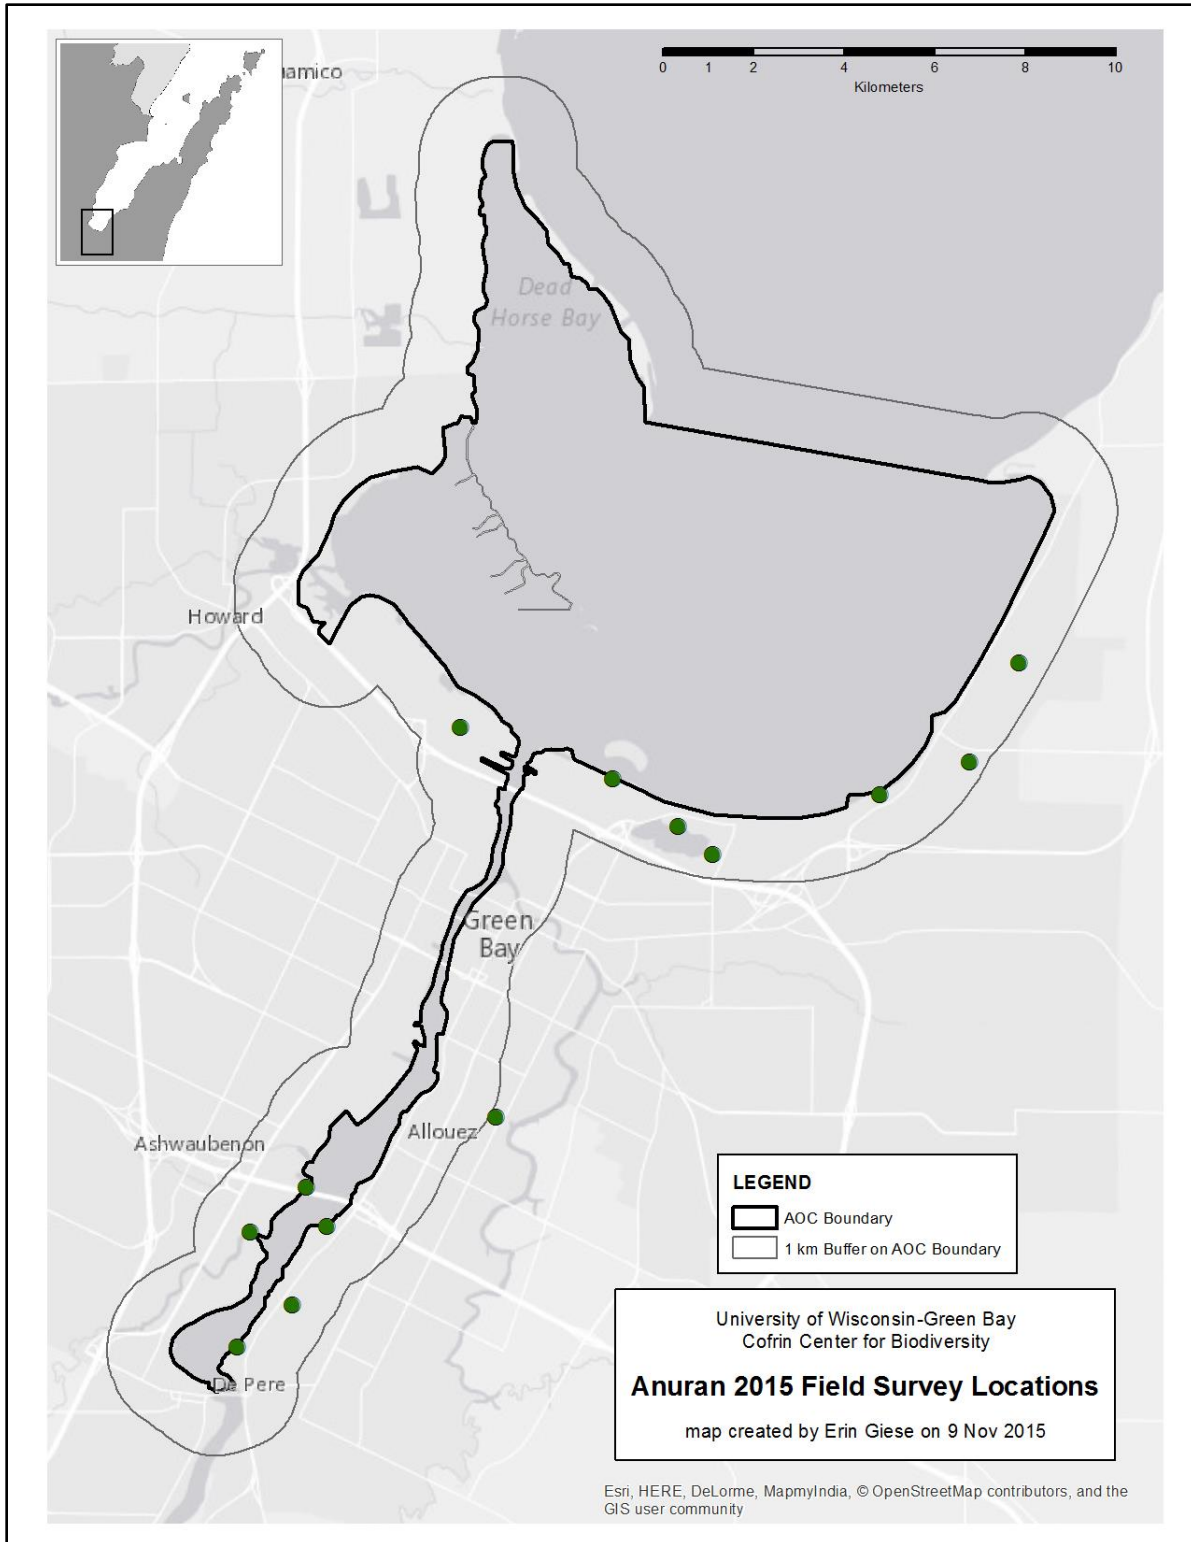 amico
0 1 2 4 6 8 10
Kilometers
Dead
Horse Bay
Howard
Green
Bay
Allouez
Ashwaubenon
De Pere
LEGEND
AOC Boundary
1 km Buffer on AOC Boundary
University of Wisconsin-Green Bay
Cofrin Center for Biodiversity
Anuran 2015 Field Survey Locations
map created by Erin Giese on 9 Nov 2015
Esri, HERE, DeLorme, MapmyIndia, © OpenStreetMap contributors, and the
GIS user community